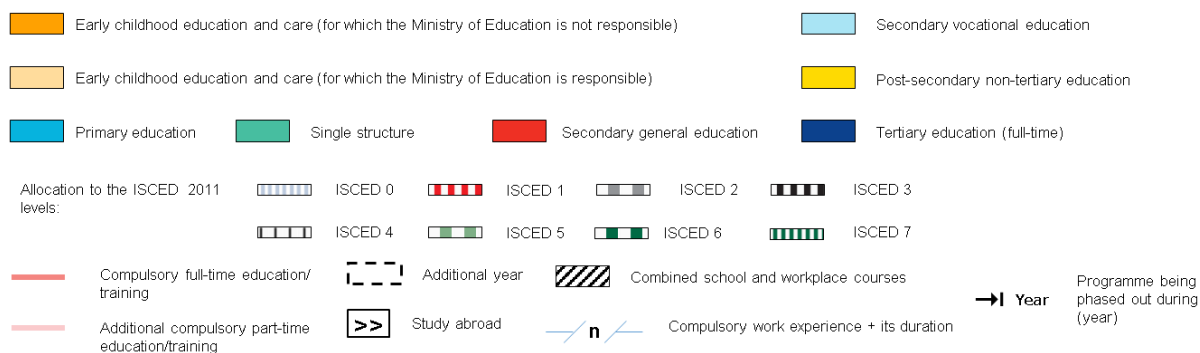 Early childhood education and care (for which the Ministry of Education is not responsible)
Secondary vocational education
Early childhood education and care (for which the Ministry of Education is responsible)
Post-secondary non-tertiary education
Primary education
Single structure
Secondary general education
Tertiary education (full-time)
Allocation to the ISCED 2011
levels:
ISCED 0
ISCED 1
ISCED 2
ISCED 3
ISCED 4
ISCED 5
ISCED 6
ISCED 7
Compulsory full-time education/
training
Additional year
Combined school and workplace courses
Year
Programme being
phased out during
(year)
Additional compulsory part-time
education/training
>>
Study abroad
n
Compulsory work experience + its duration